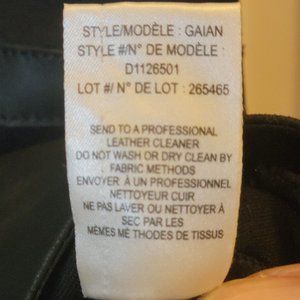 STYLE/MODÈLE : GAIAN
STYLE #/N° DE MODÈLE :
D1126501
LOT #/ N° DE LOT : 265465
SEND TO A PROFESSIONAL
LEATHER CLEANER
DO NOT WASH OR DRY CLEAN BY
FABRIC METHODS
ENVOYER À UN PROFESSIONNEL
NETTOYEUR CUIR
NE PAS LAVER OU NETTOYER À
SEC PAR LES
MÊMES MÉ THODES DE TISSUS